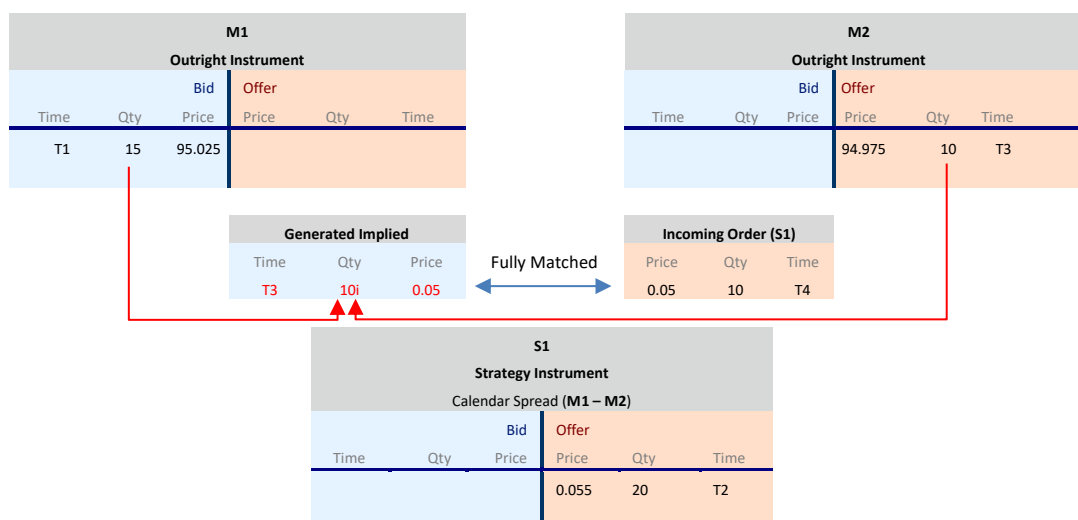 M1
Outright Instrument
Bid Offer
Time Qty Price Price Qty Time
T1 15 95.025
M2
Outright Instrument
Bid Offer
Time Qty Price Price Qty Time
94.975 10 T3
Generated Implied
Time Qty Price
T3 10i 0.05
Fully Matched
Incoming Order (S1)
Price Qty Time
0.05 10 T4
S1
Strategy Instrument
Calendar Spread (M1 – M2)
Bid Offer
Time Qty Price Price Qty Time
0.055 20 T2